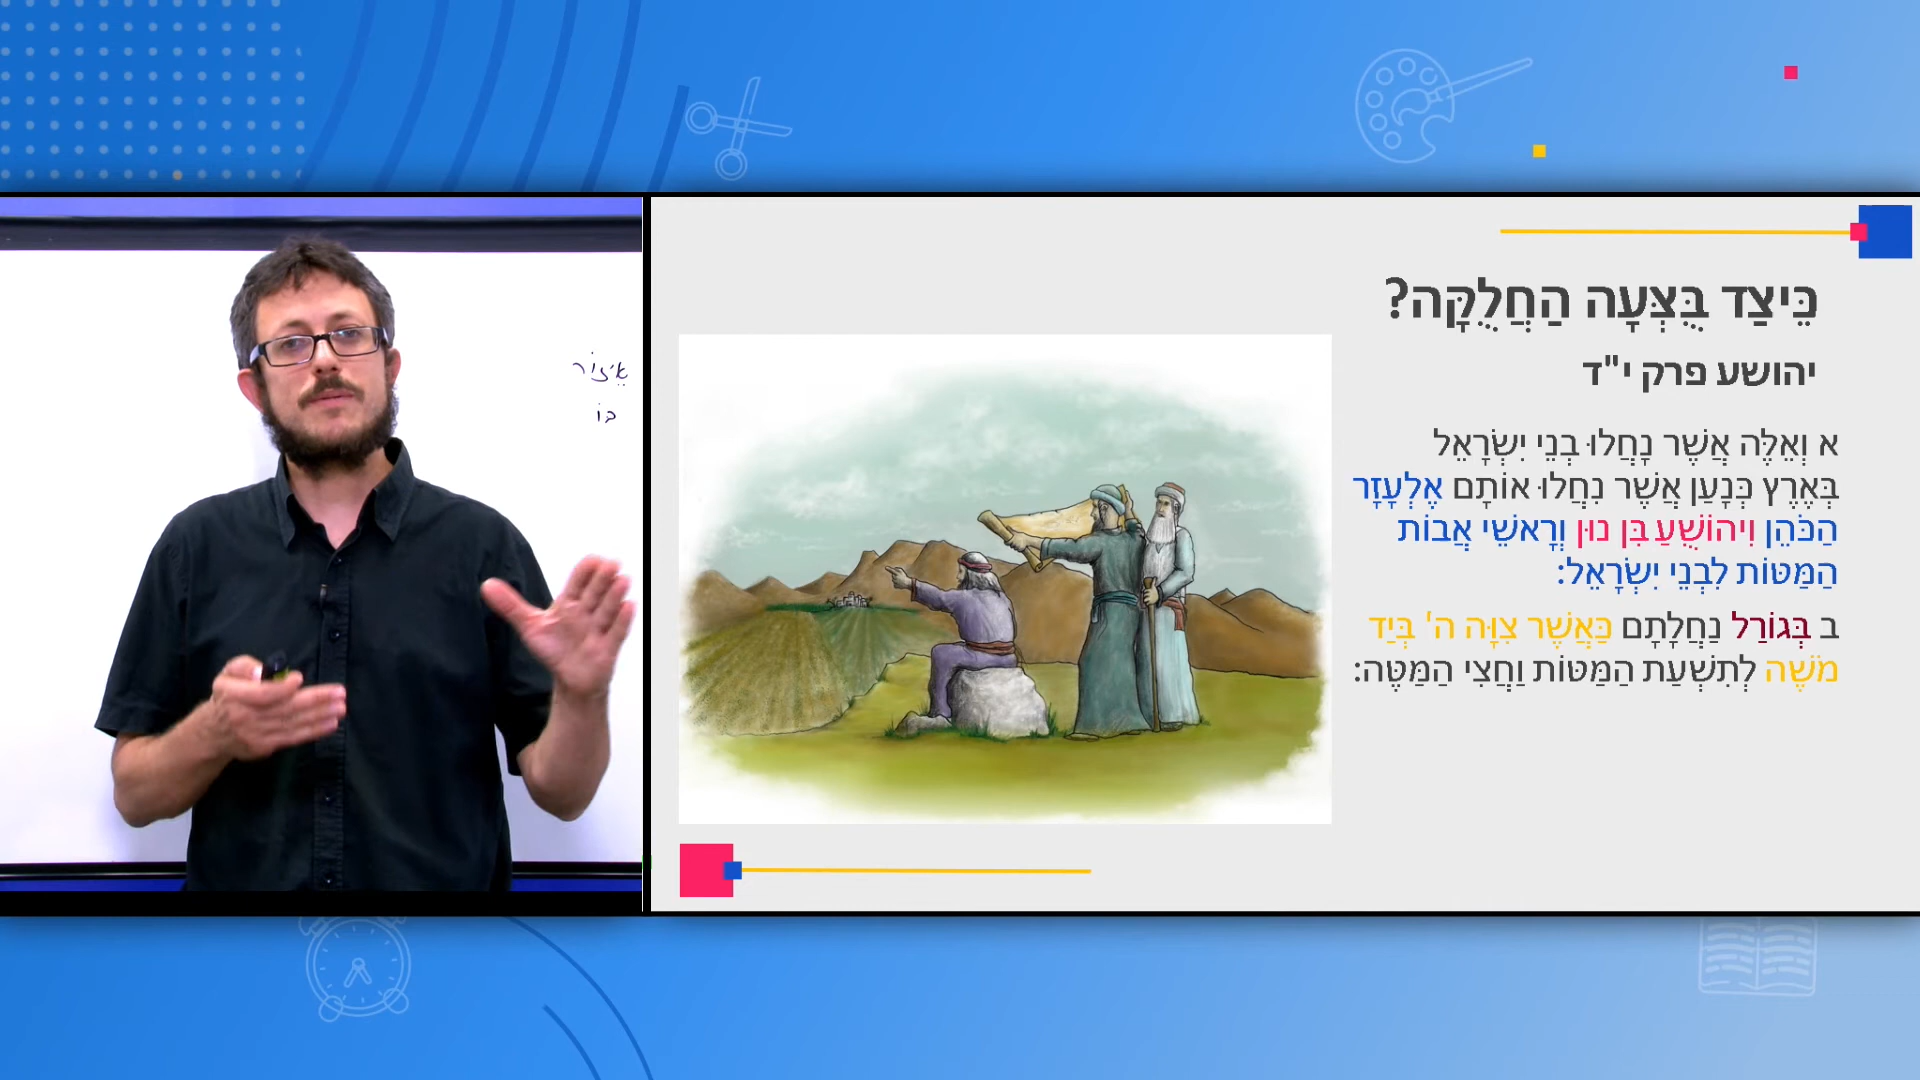 כֵּיצַד בֻּצְּעָה הַחֲלֻקָּה?
יהושע פרק י"ד
א וְאֵלֶּה אֲשֶׁר נָחֲלוּ בְנֵי יִשְׂרָאֵל
בְּאֶרֶץ כְּנָעַן אֲשֶׁר נִחֲלוּ אוֹתָם אֶלְעָזָר
הַכֹּהֵן וִיהוֹשֻׁעַ בִּן נוּן וְרָאשֵׁי אֲבוֹת
הַמַּטּוֹת לִבְנֵי יִשְׂרָאֵל:
ב בְּגוֹרַל נַחֲלָתָם כַּאֲשֶׁר צִוָּה ה' בְּיַד
מֹשֶׁה לְתִשְׁעַת הַמַּטּוֹת וַחֲצִי הַמַּטֶּה: